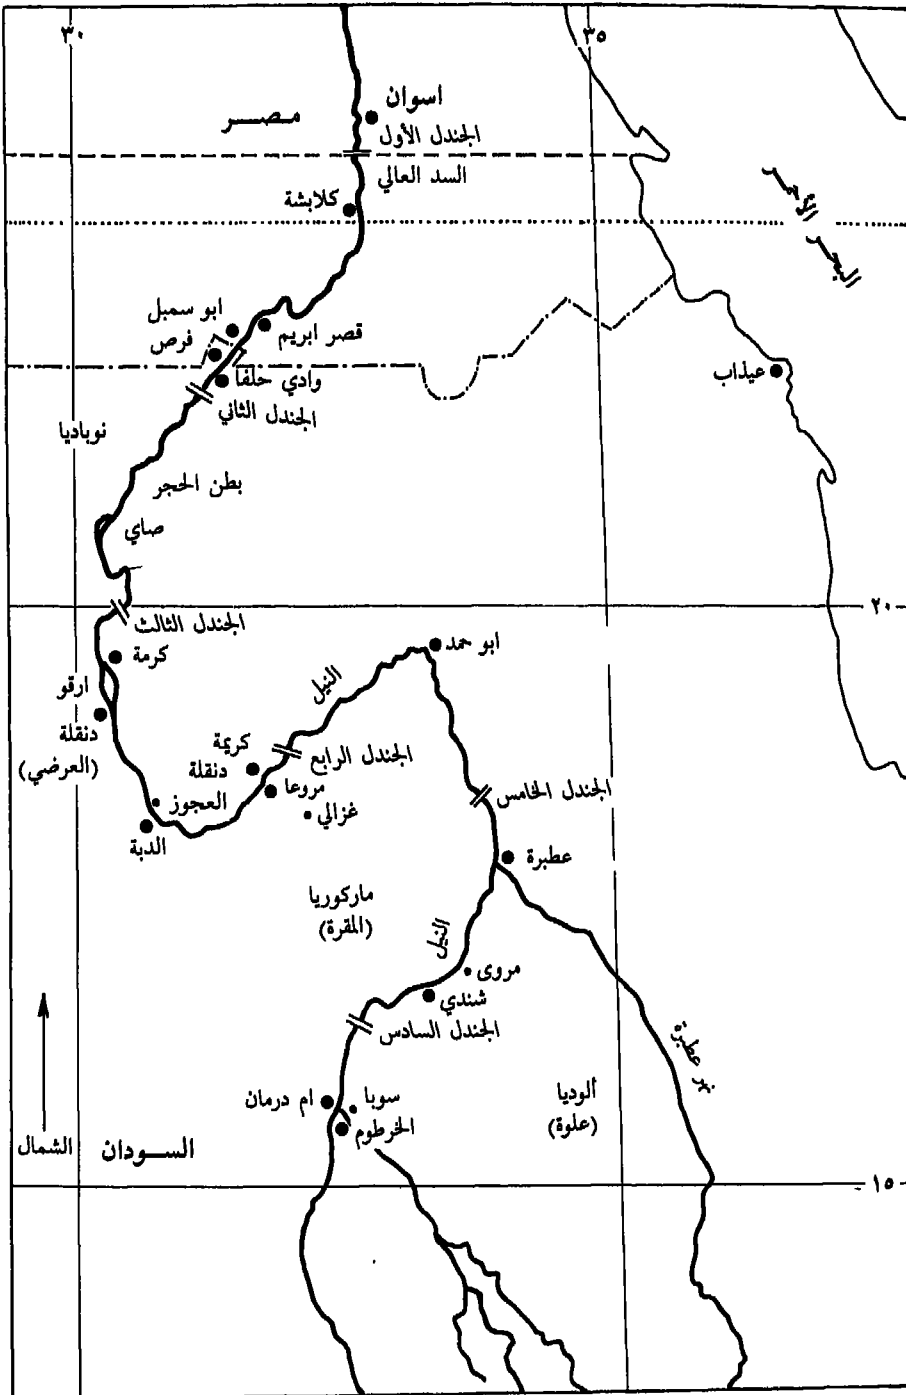 ٣٠
٣٥
اسوان
مصر
الجندل الأول
السد العالي
كلابشة
البحر الأحمر
ابو سمبل
قصر ابريم
فرص
وادي حلفا
عيذاب
الجندل الثاني
نوباديا
بطن الحجر
صاي
٢٠
الجندل الثالث
ابو حمد
كرمة
النيل
ارقو
دنقلة
(العرضي)
كريمة
الجندل الرابع
دنقلة
العجوز
مروعا
غزالي
الجندل الخامس
الدبة
عطبرة
ماركوريا
(المقرة)
النيل
مروى
شندي
الجندل السادس
نهر عطبرة
ألوديا
(علوة)
ام درمان
سوبا
الخرطوم
الشمال
السودان
١٥